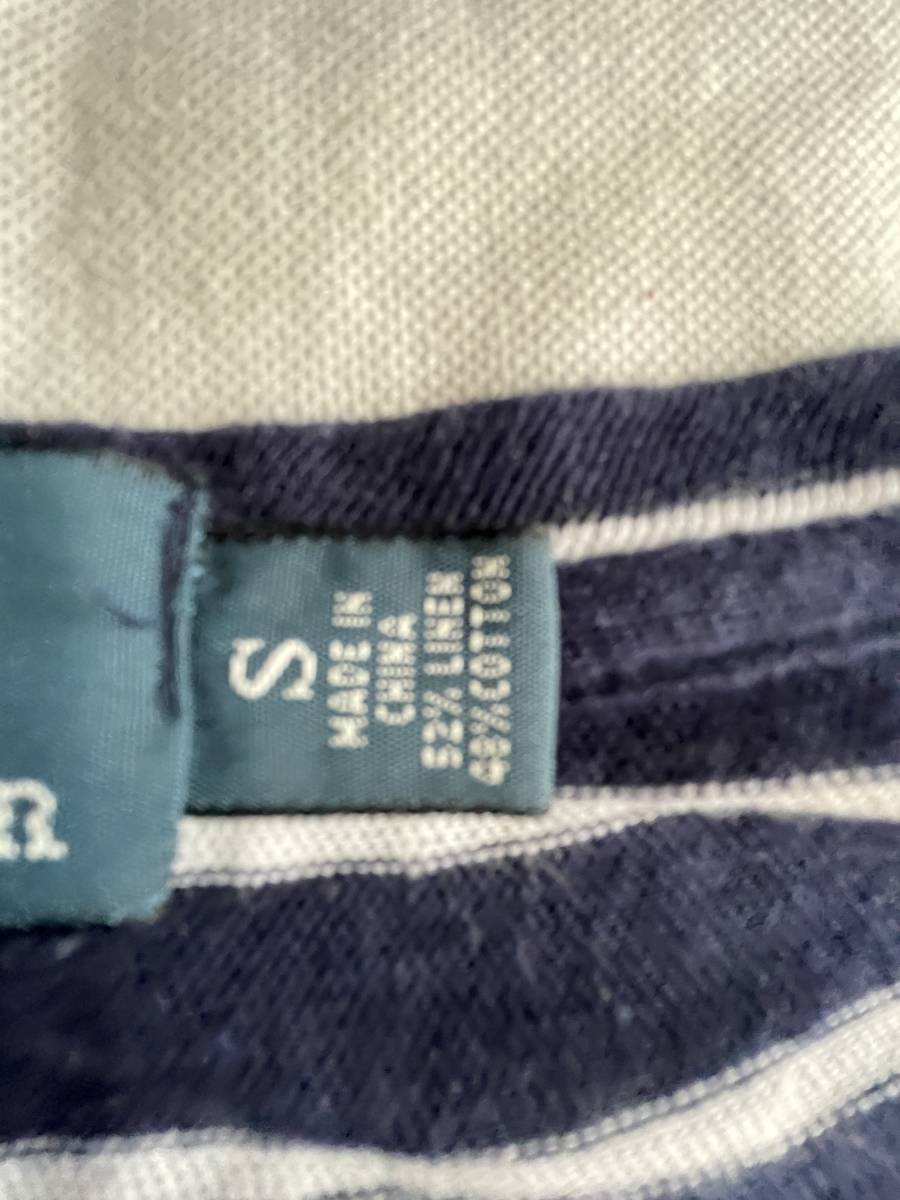 S
MADE IN
CHINA
52% LINEN
48%COTTON